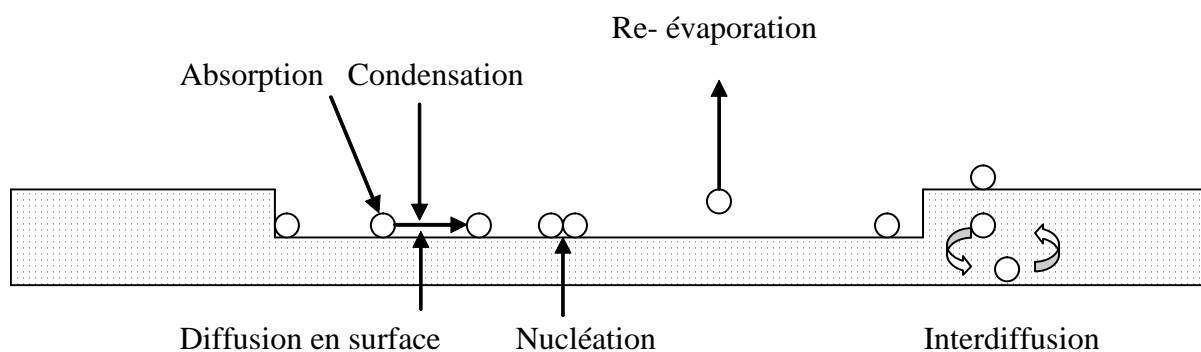 Re- évaporation
Absorption Condensation
Diffusion en surface Nucléation Interdiffusion